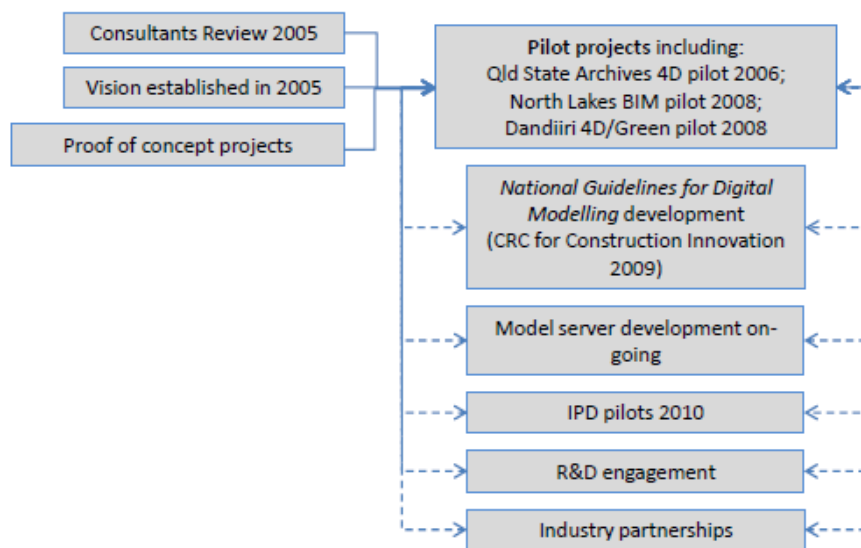 Consultants Review 2005
Vision established in 2005
Proof of concept projects
Pilot projects including:
Qld State Archives 4D pilot 2006;
North Lakes BIM pilot 2008;
Dandiiri 4D/Green pilot 2008
National Guidelines for Digital
Modelling development
(CRC for Construction Innovation
2009)
Model server development on-
going
IPD pilots 2010
R&D engagement
Industry partnerships